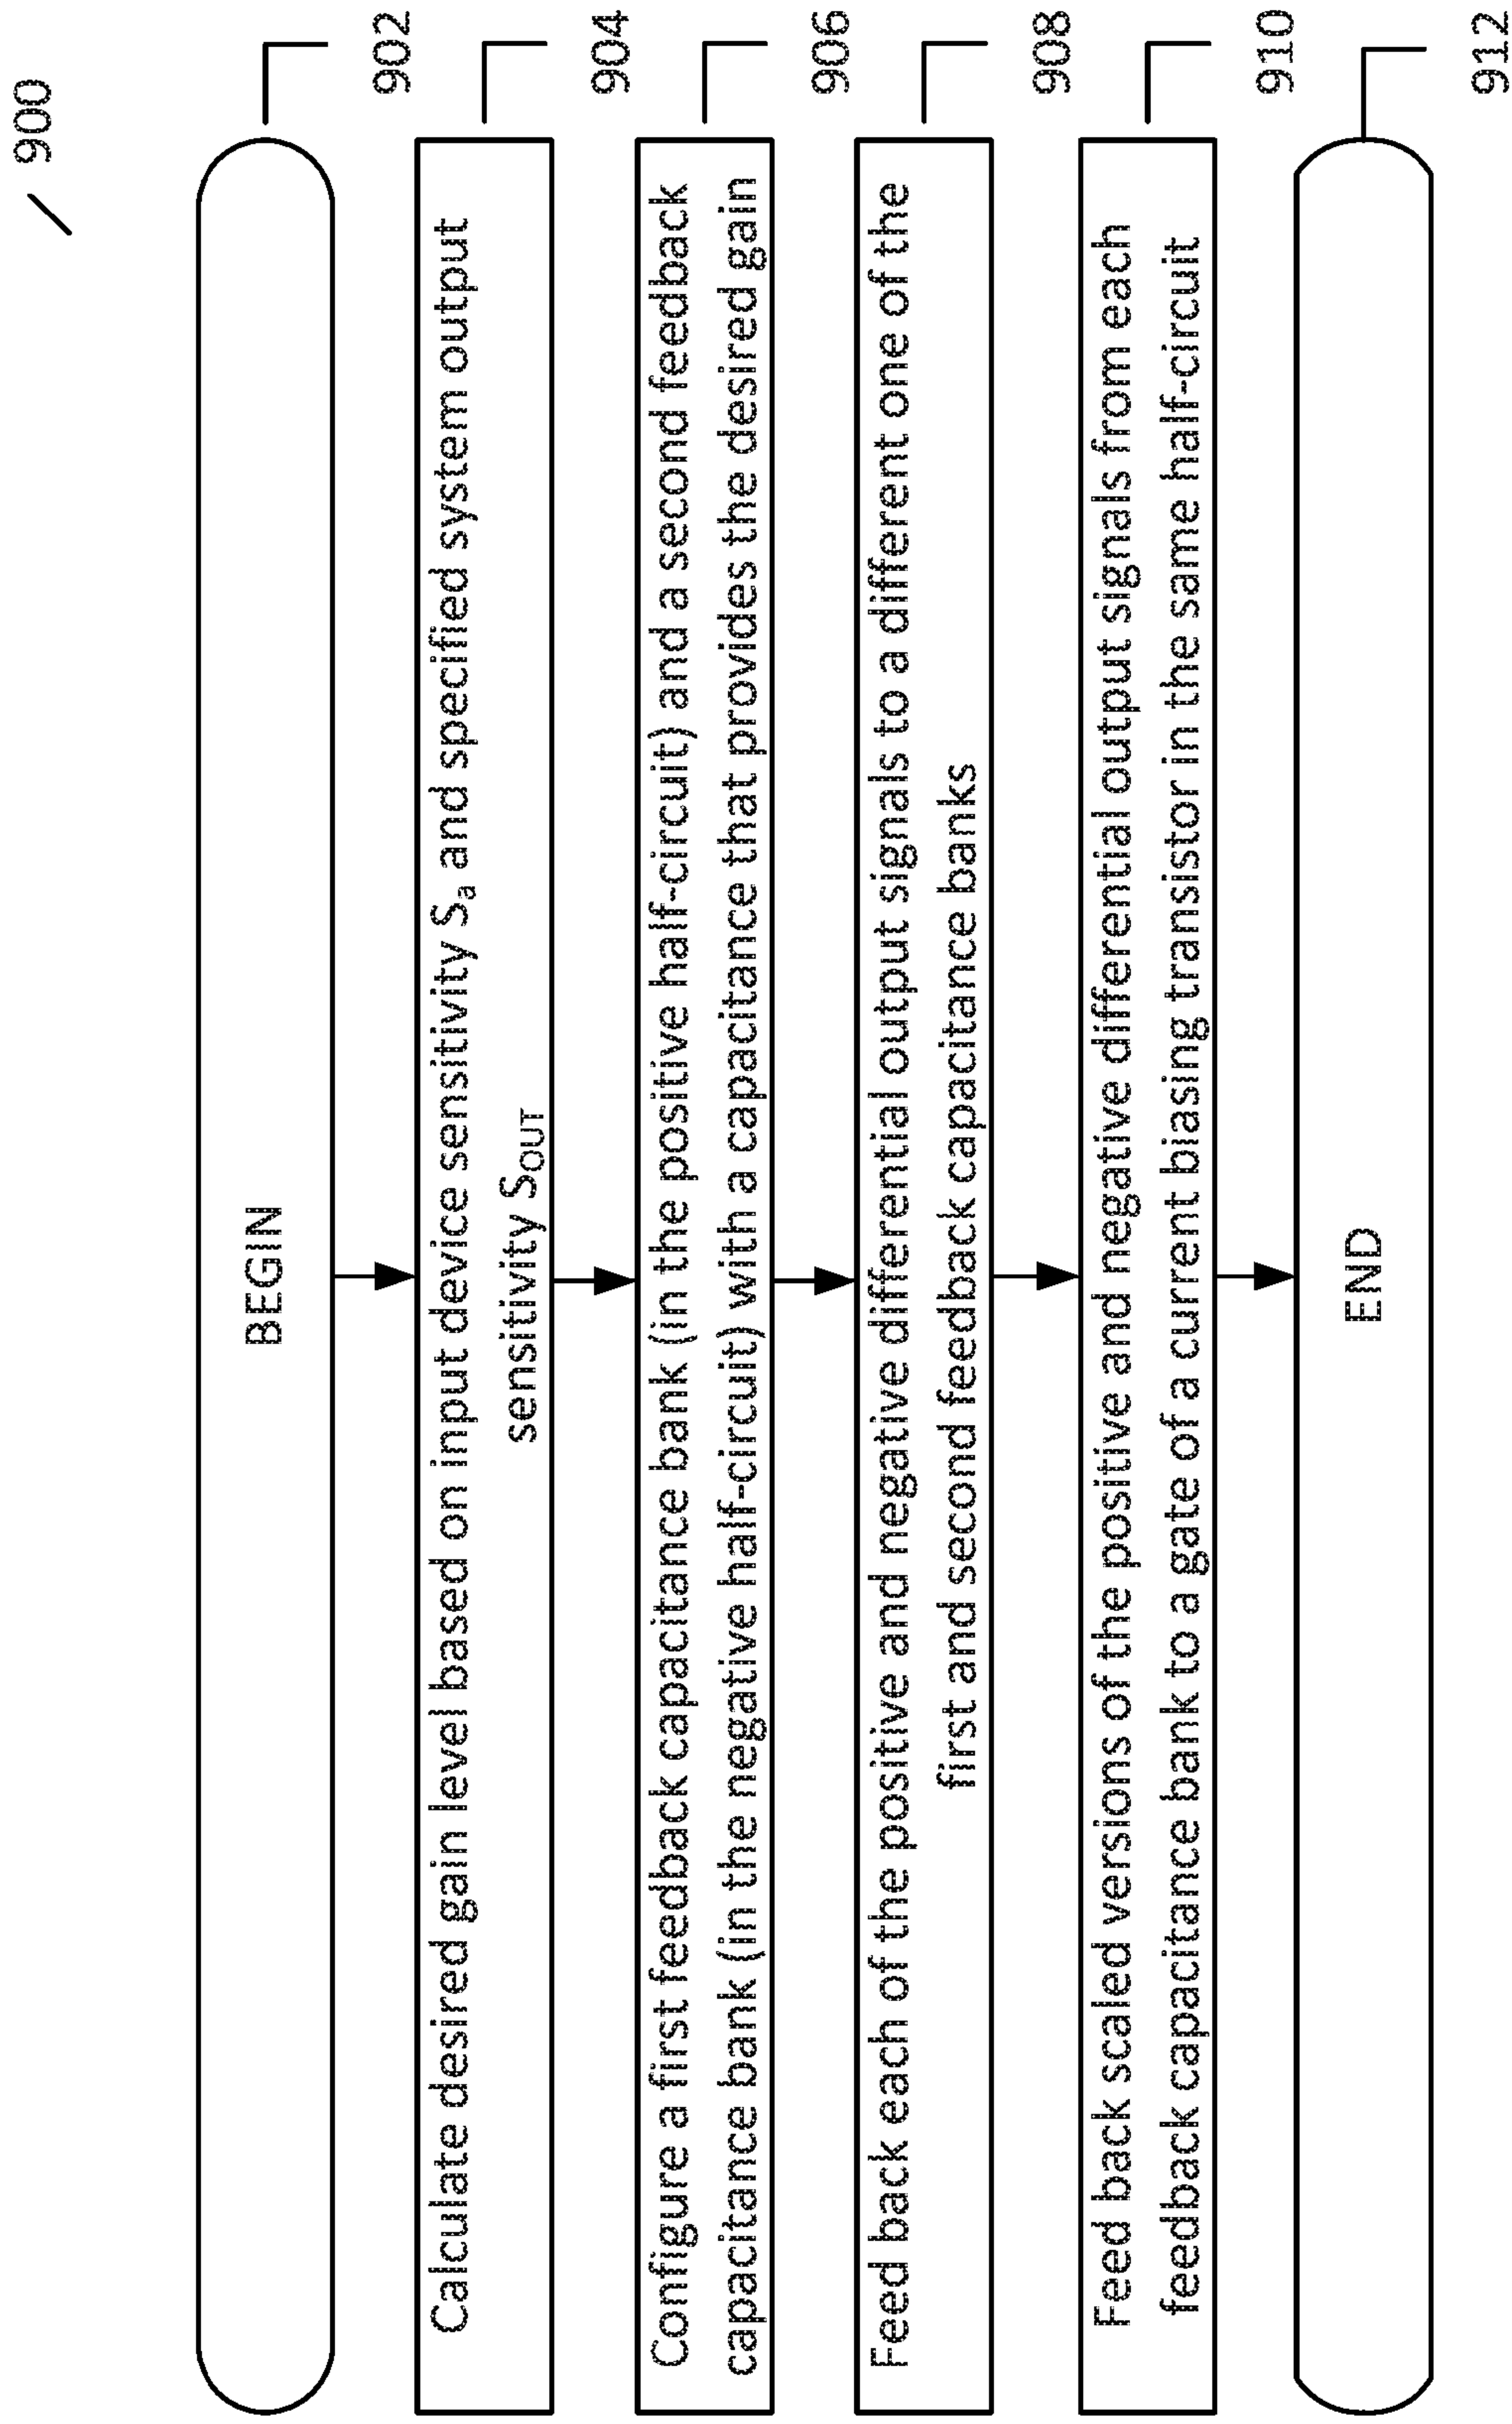 900
BEGIN
902
Calculate desired gain level based on input device sensitivity Sa and specified system output
sensitivity SOUT
904
Configure a first feedback capacitance bank (in the positive half-circuit) and a second feedback
capacitance bank (in the negative half-circuit) with a capacitance that provides the desired gain
906
Feed back each of the positive and negative differential output signals to a different one of the
first and second feedback capacitance banks
908
Feed back scaled versions of the positive and negative differential output signals from each
feedback capacitance bank to a gate of a current biasing transistor in the same half-circuit
910
END
912